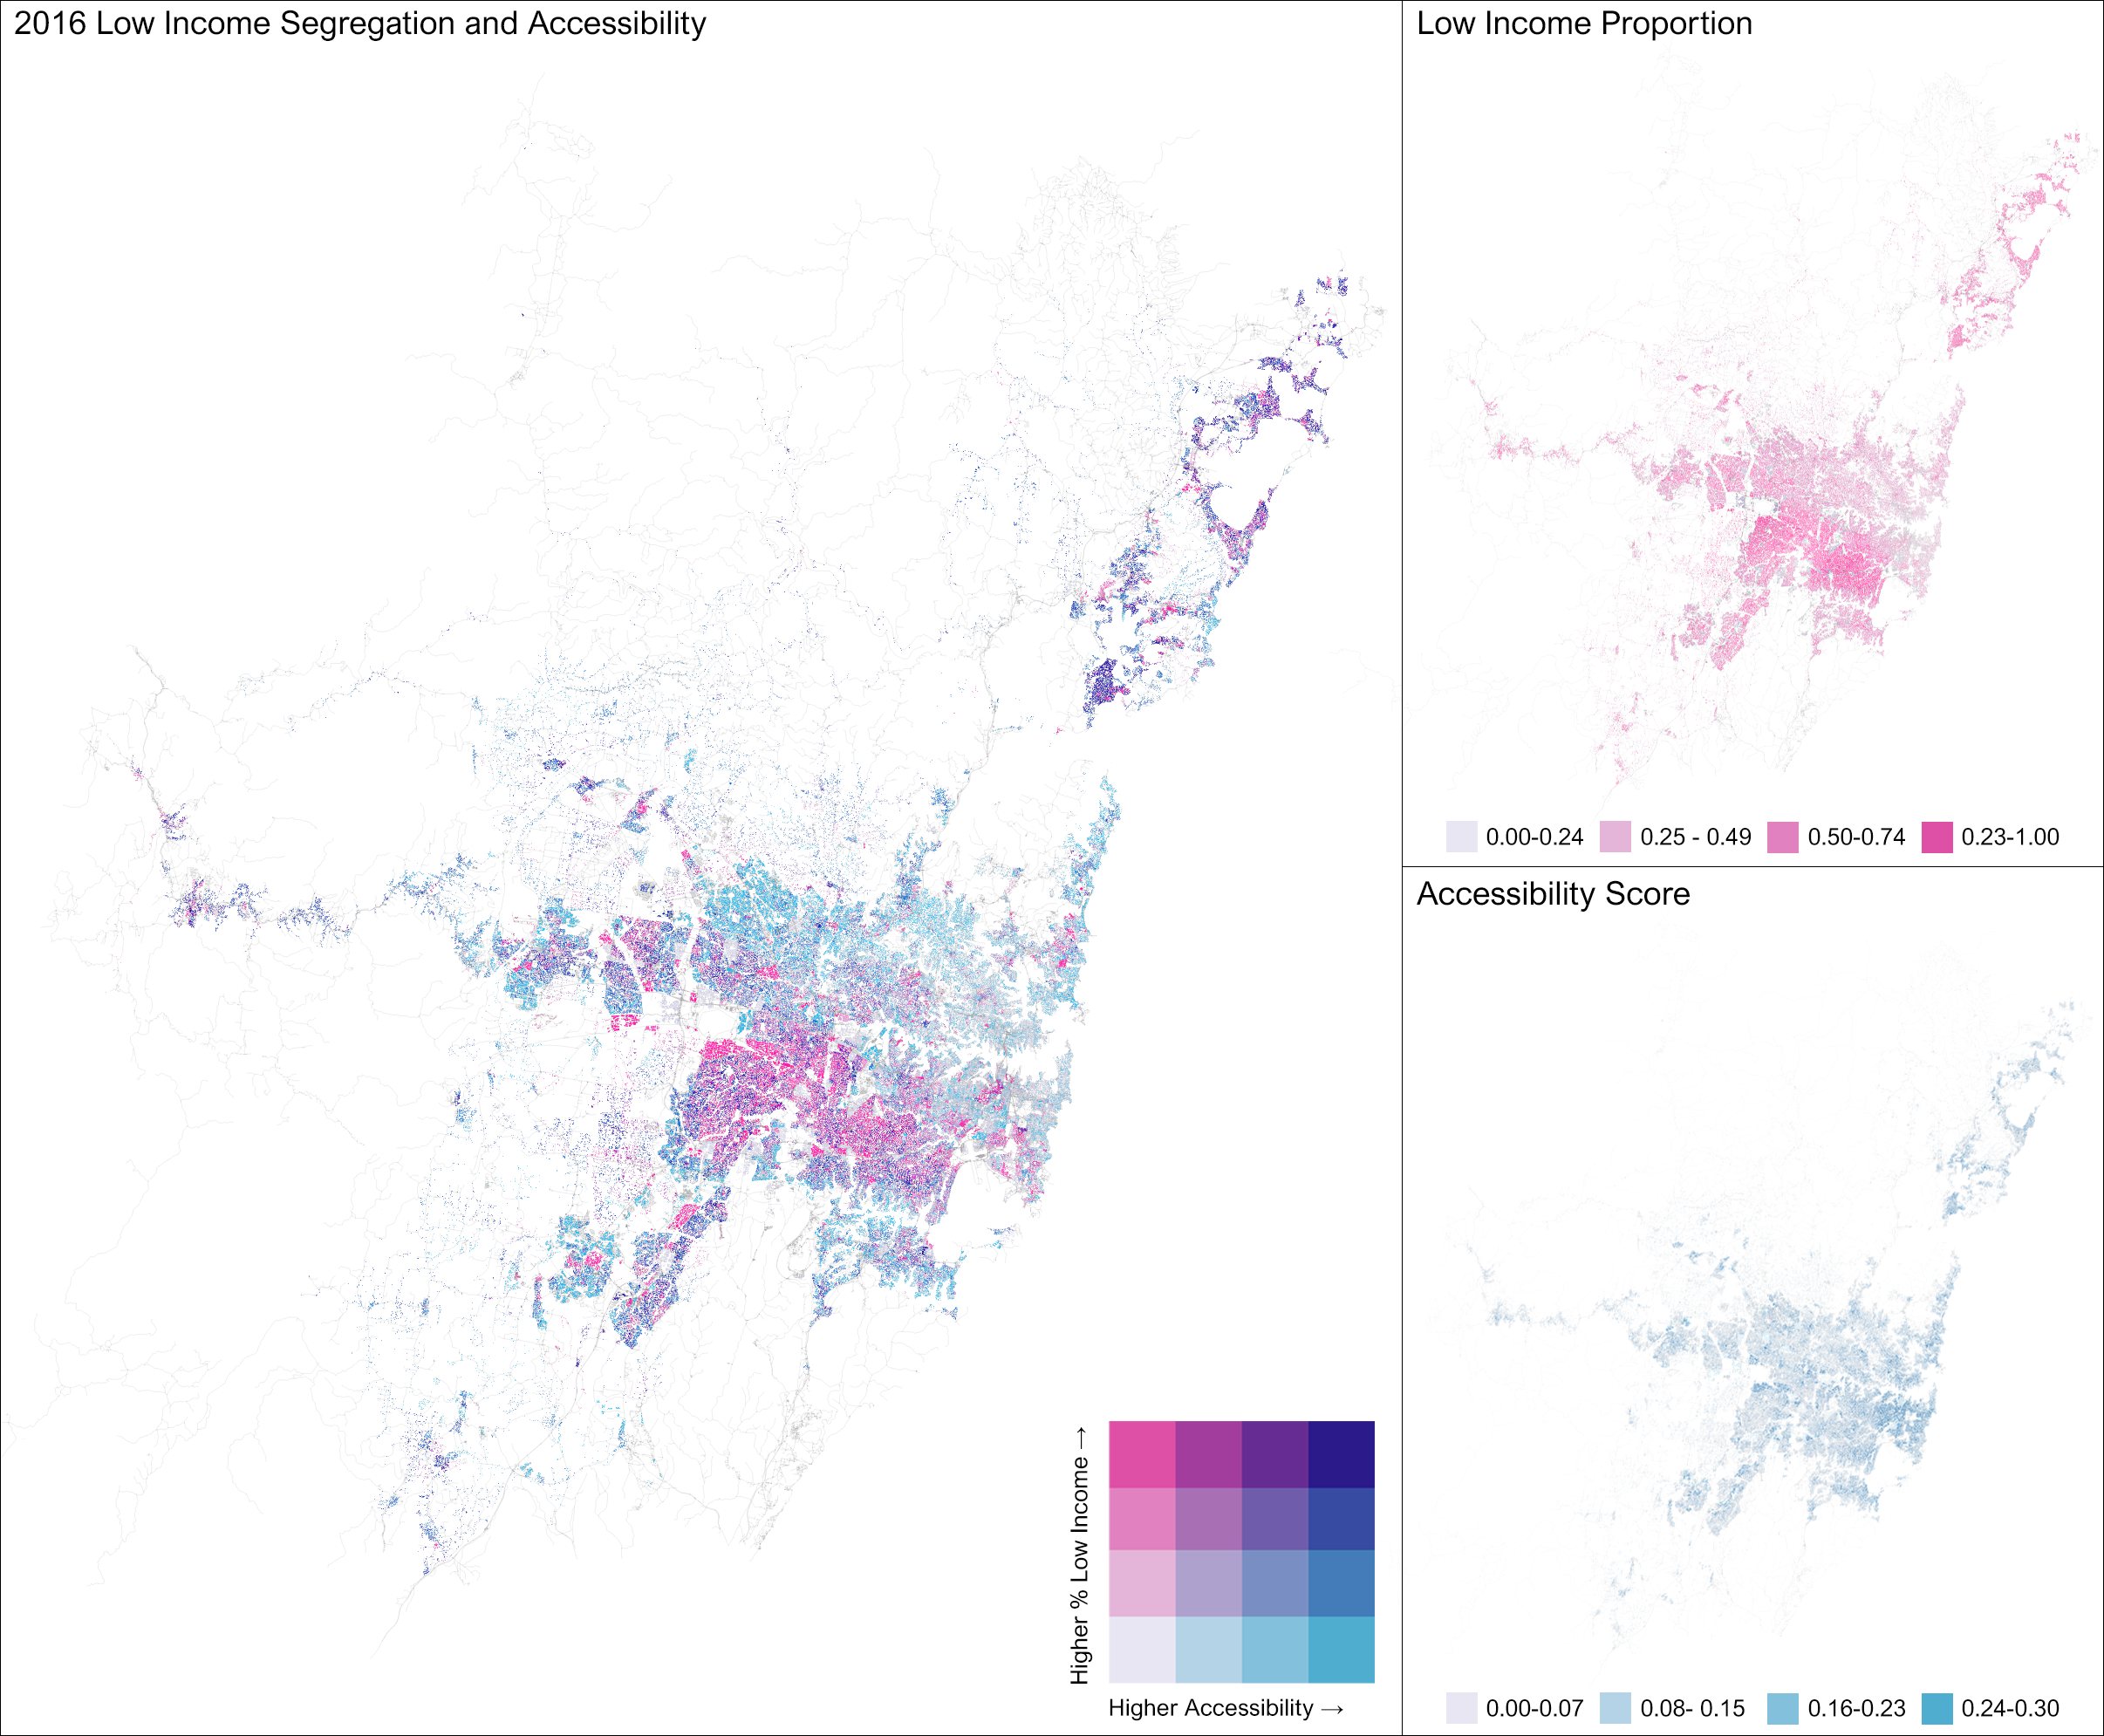 2016 Low Income Segregation and Accessibility
Higher % Low Income →
Higher Accessibility →
Low Income Proportion
0.00-0.24 0.25 - 0.49 0.50-0.74 0.23-1.00
Accessibility Score
0.00-0.07 0.08- 0.15 0.16-0.23 0.24-0.30